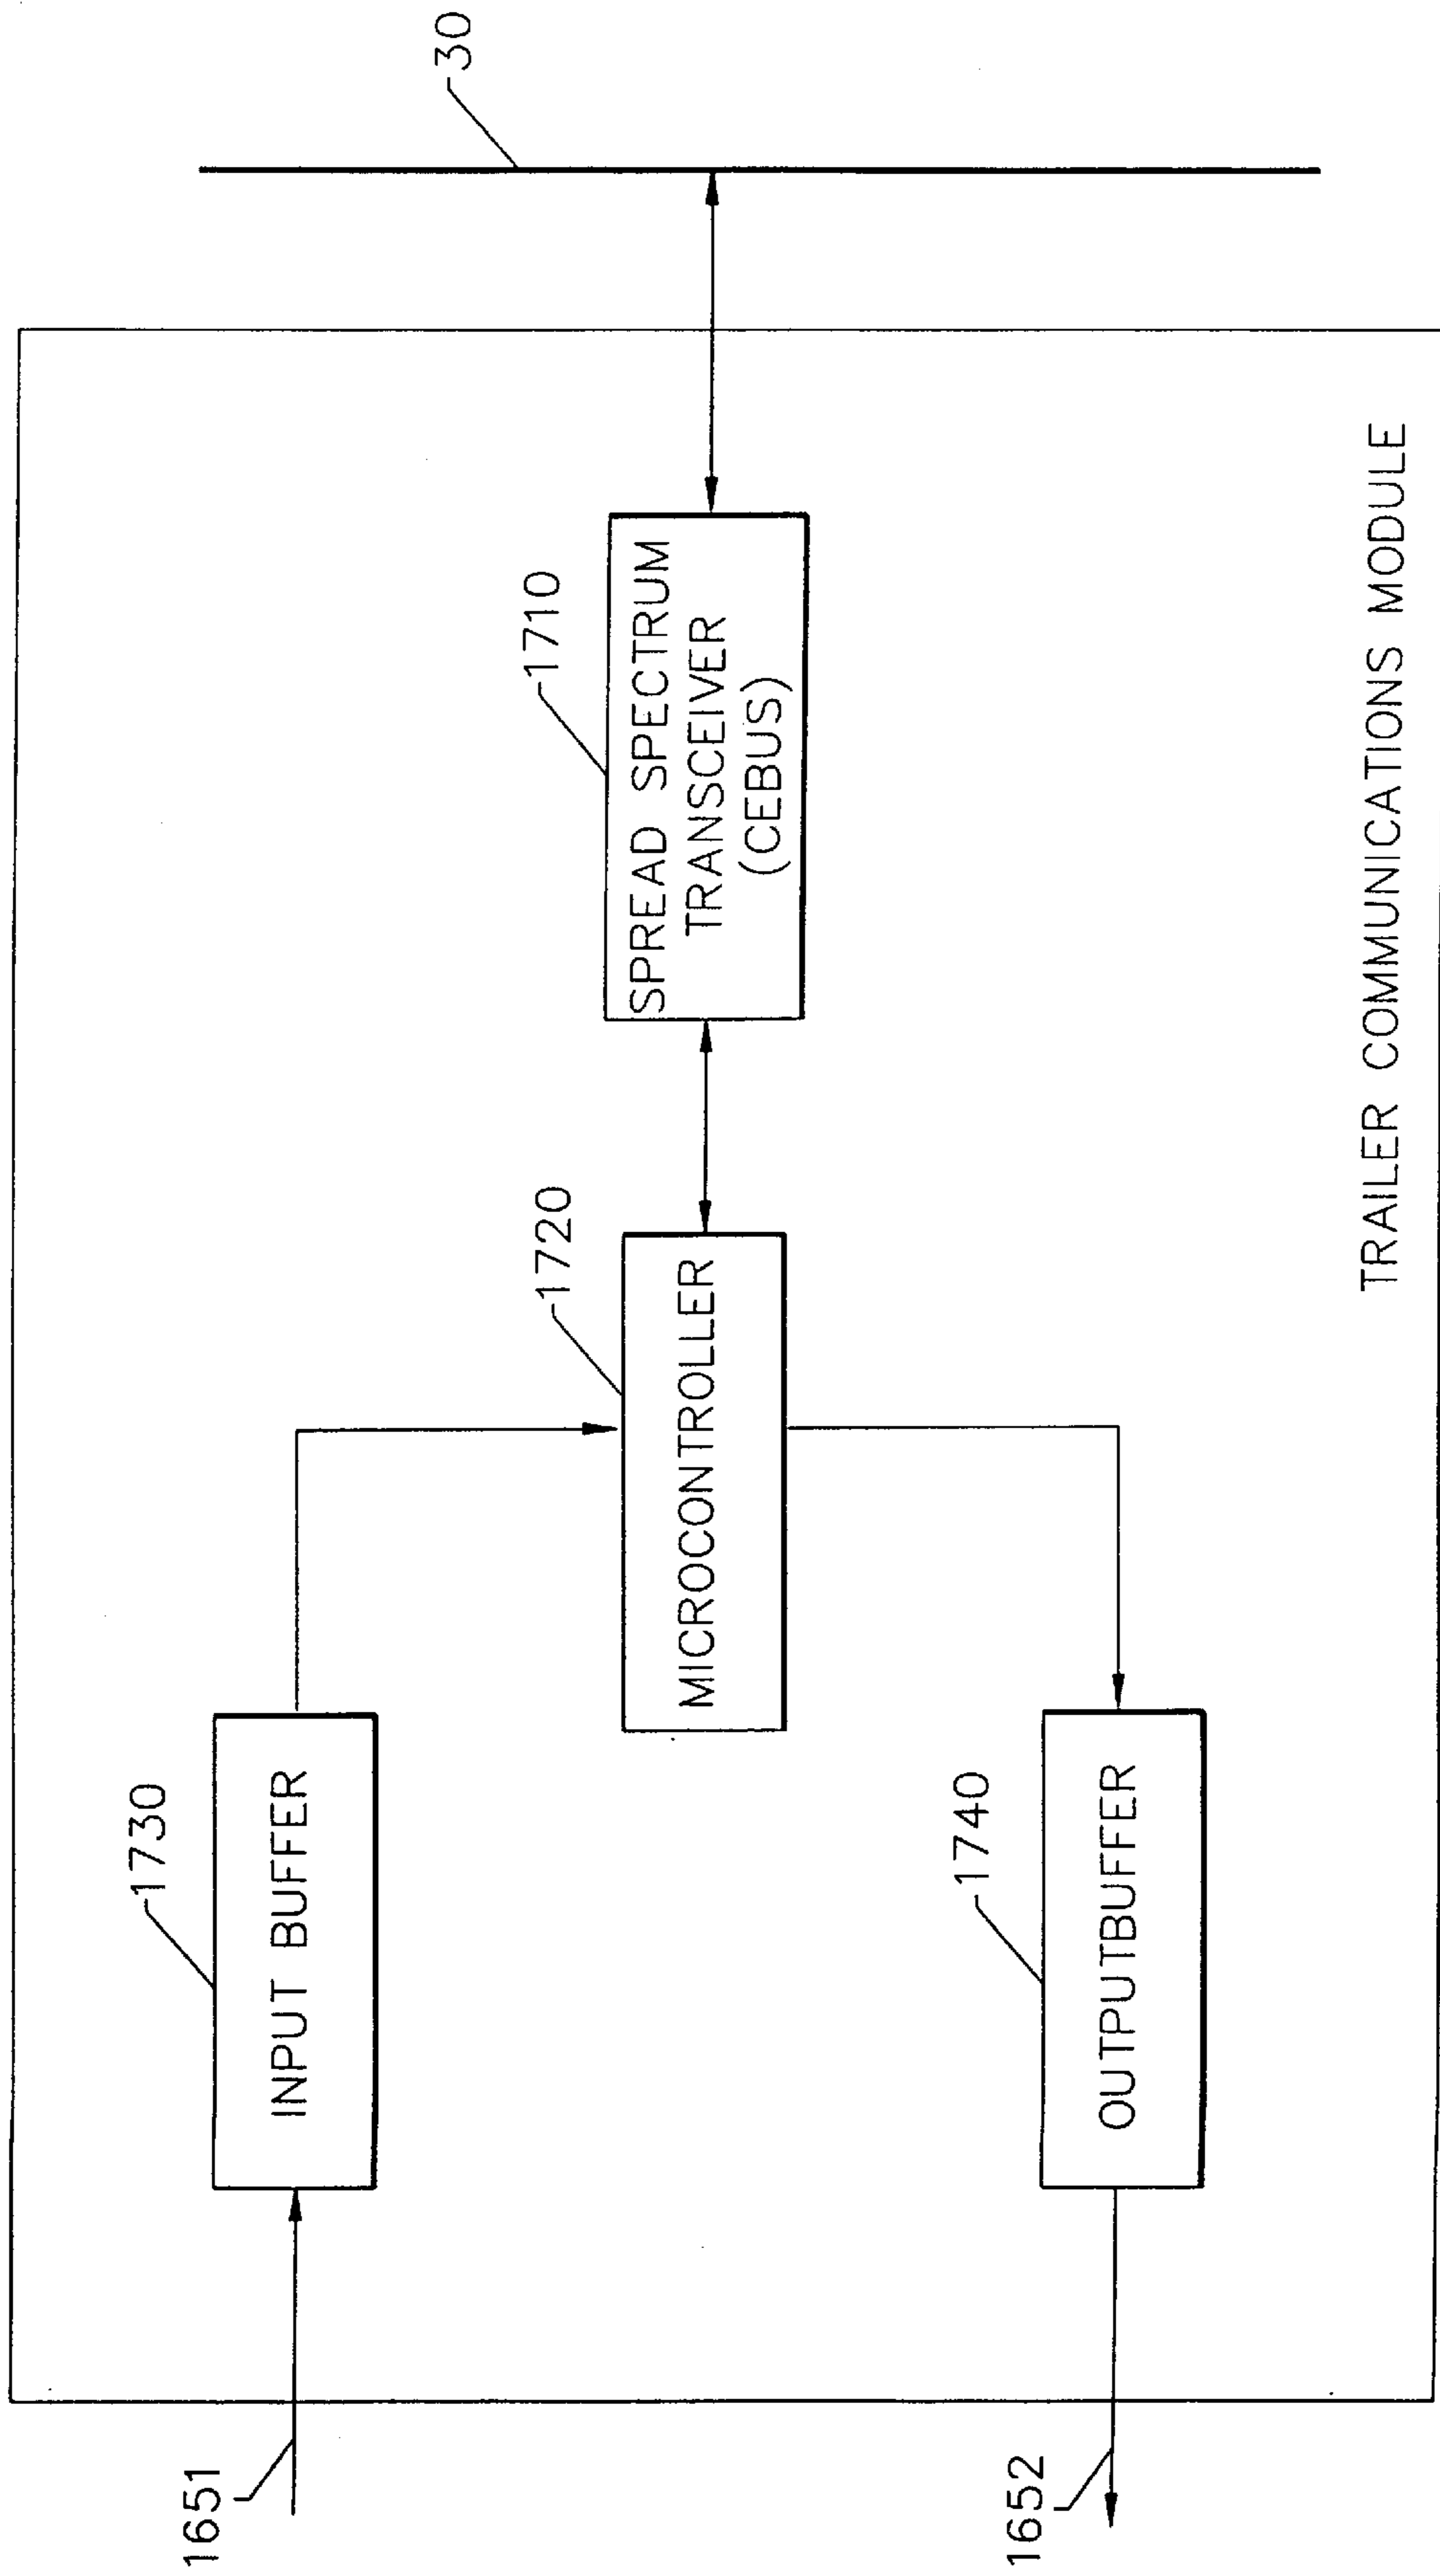 1651
1730
INPUT BUFFER
1720
MICROCONTROLLER
1710
SPREAD SPECTRUM
TRANSCEIVER
(CEBUS)
30
1652
1740
OUTPUTBUFFER
TRAILER COMMUNICATIONS MODULE